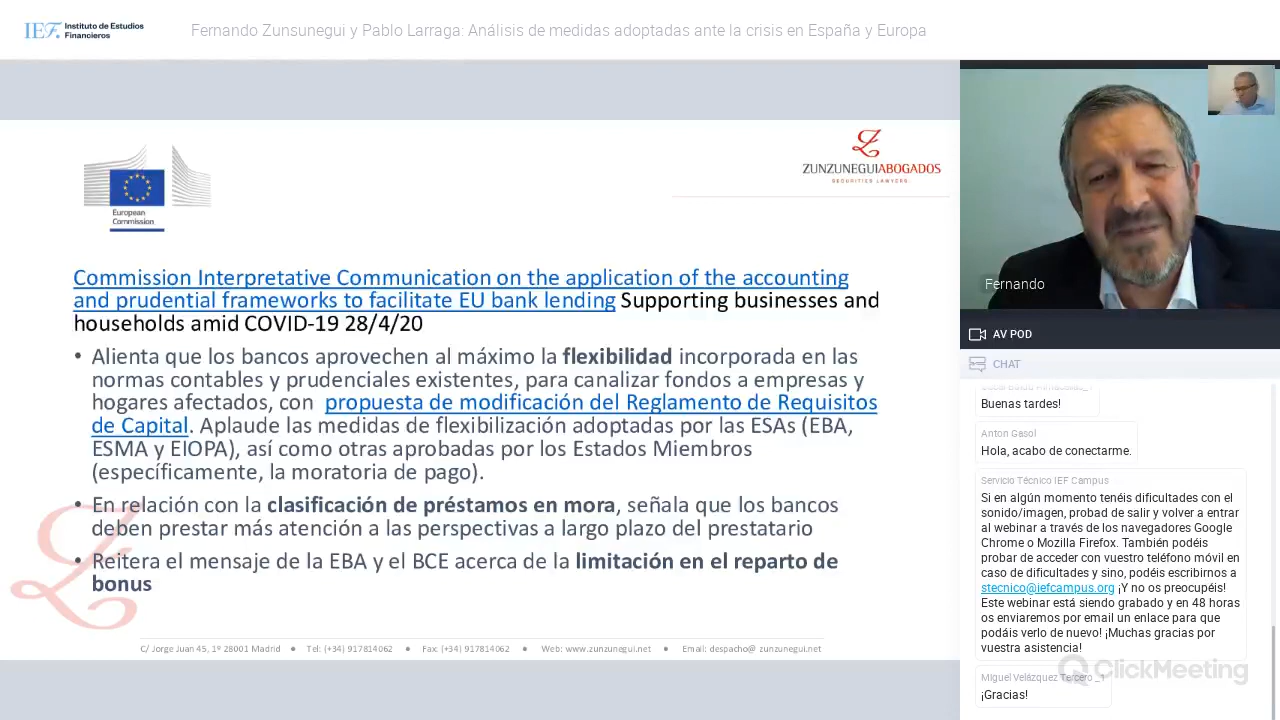 IEF. Instituto de Estudios
Financieros
Fernando Zunsunegui y Pablo Larraga: Análisis de medidas adoptadas ante la crisis en España y Europa
European
Commission
ZUNZUNEGUIABOGADOS
SECURITIES LAWYERS
Commission Interpretative Communication on the application of the accounting
and prudential frameworks to facilitate EU bank lending Supporting businesses and
households amid COVID-19 28/4/20
• Alienta que los bancos aprovechen al máximo la flexibilidad incorporada en las
normas contables y prudenciales existentes, para canalizar fondos a empresas y
hogares afectados, con propuesta de modificación del Reglamento de Requisitos
de Capital. Aplaude las medidas de flexibilización adoptadas por las ESAs (EBA,
ESMA y EIOPA), así como otras aprobadas por los Estados Miembros
(específicamente, la moratoria de pago).
• En relación con la clasificación de préstamos en mora, señala que los bancos
deben prestar más atención a las perspectivas a largo plazo del prestatario
• Reitera el mensaje de la EBA y el BCE acerca de la limitación en el reparto de
bonus
C/ Jorge Juan 45, 1º 28001 Madrid • Tel: (+34) 917814062 • Fax: (+34) 917814062 • Web: www.zunzunegui.net • Email: despacho@ zunzunegui.net
Fernando
AV POD
CHAT
Buenas tardes!
Anton Gasol
Hola, acabo de conectarme.
Servicio Técnico IEF Campus
Si en algún momento tenéis dificultades con el
sonido/imagen, probad de salir y volver a entrar
al webinar a través de los navegadores Google
Chrome o Mozilla Firefox. También podéis
probar de acceder con vuestro teléfono móvil en
caso de dificultades y sino, podéis escribirnos a
stecnico@iefcampus.org ¡Y no os preocupéis!
Este webinar está siendo grabado y en 48 horas
os enviaremos por email un enlace para que
podáis verlo de nuevo! ¡Muchas gracias por
vuestra asistencia!
ClickMeeting
Miguel Velázquez Tercero _1
¡Gracias!